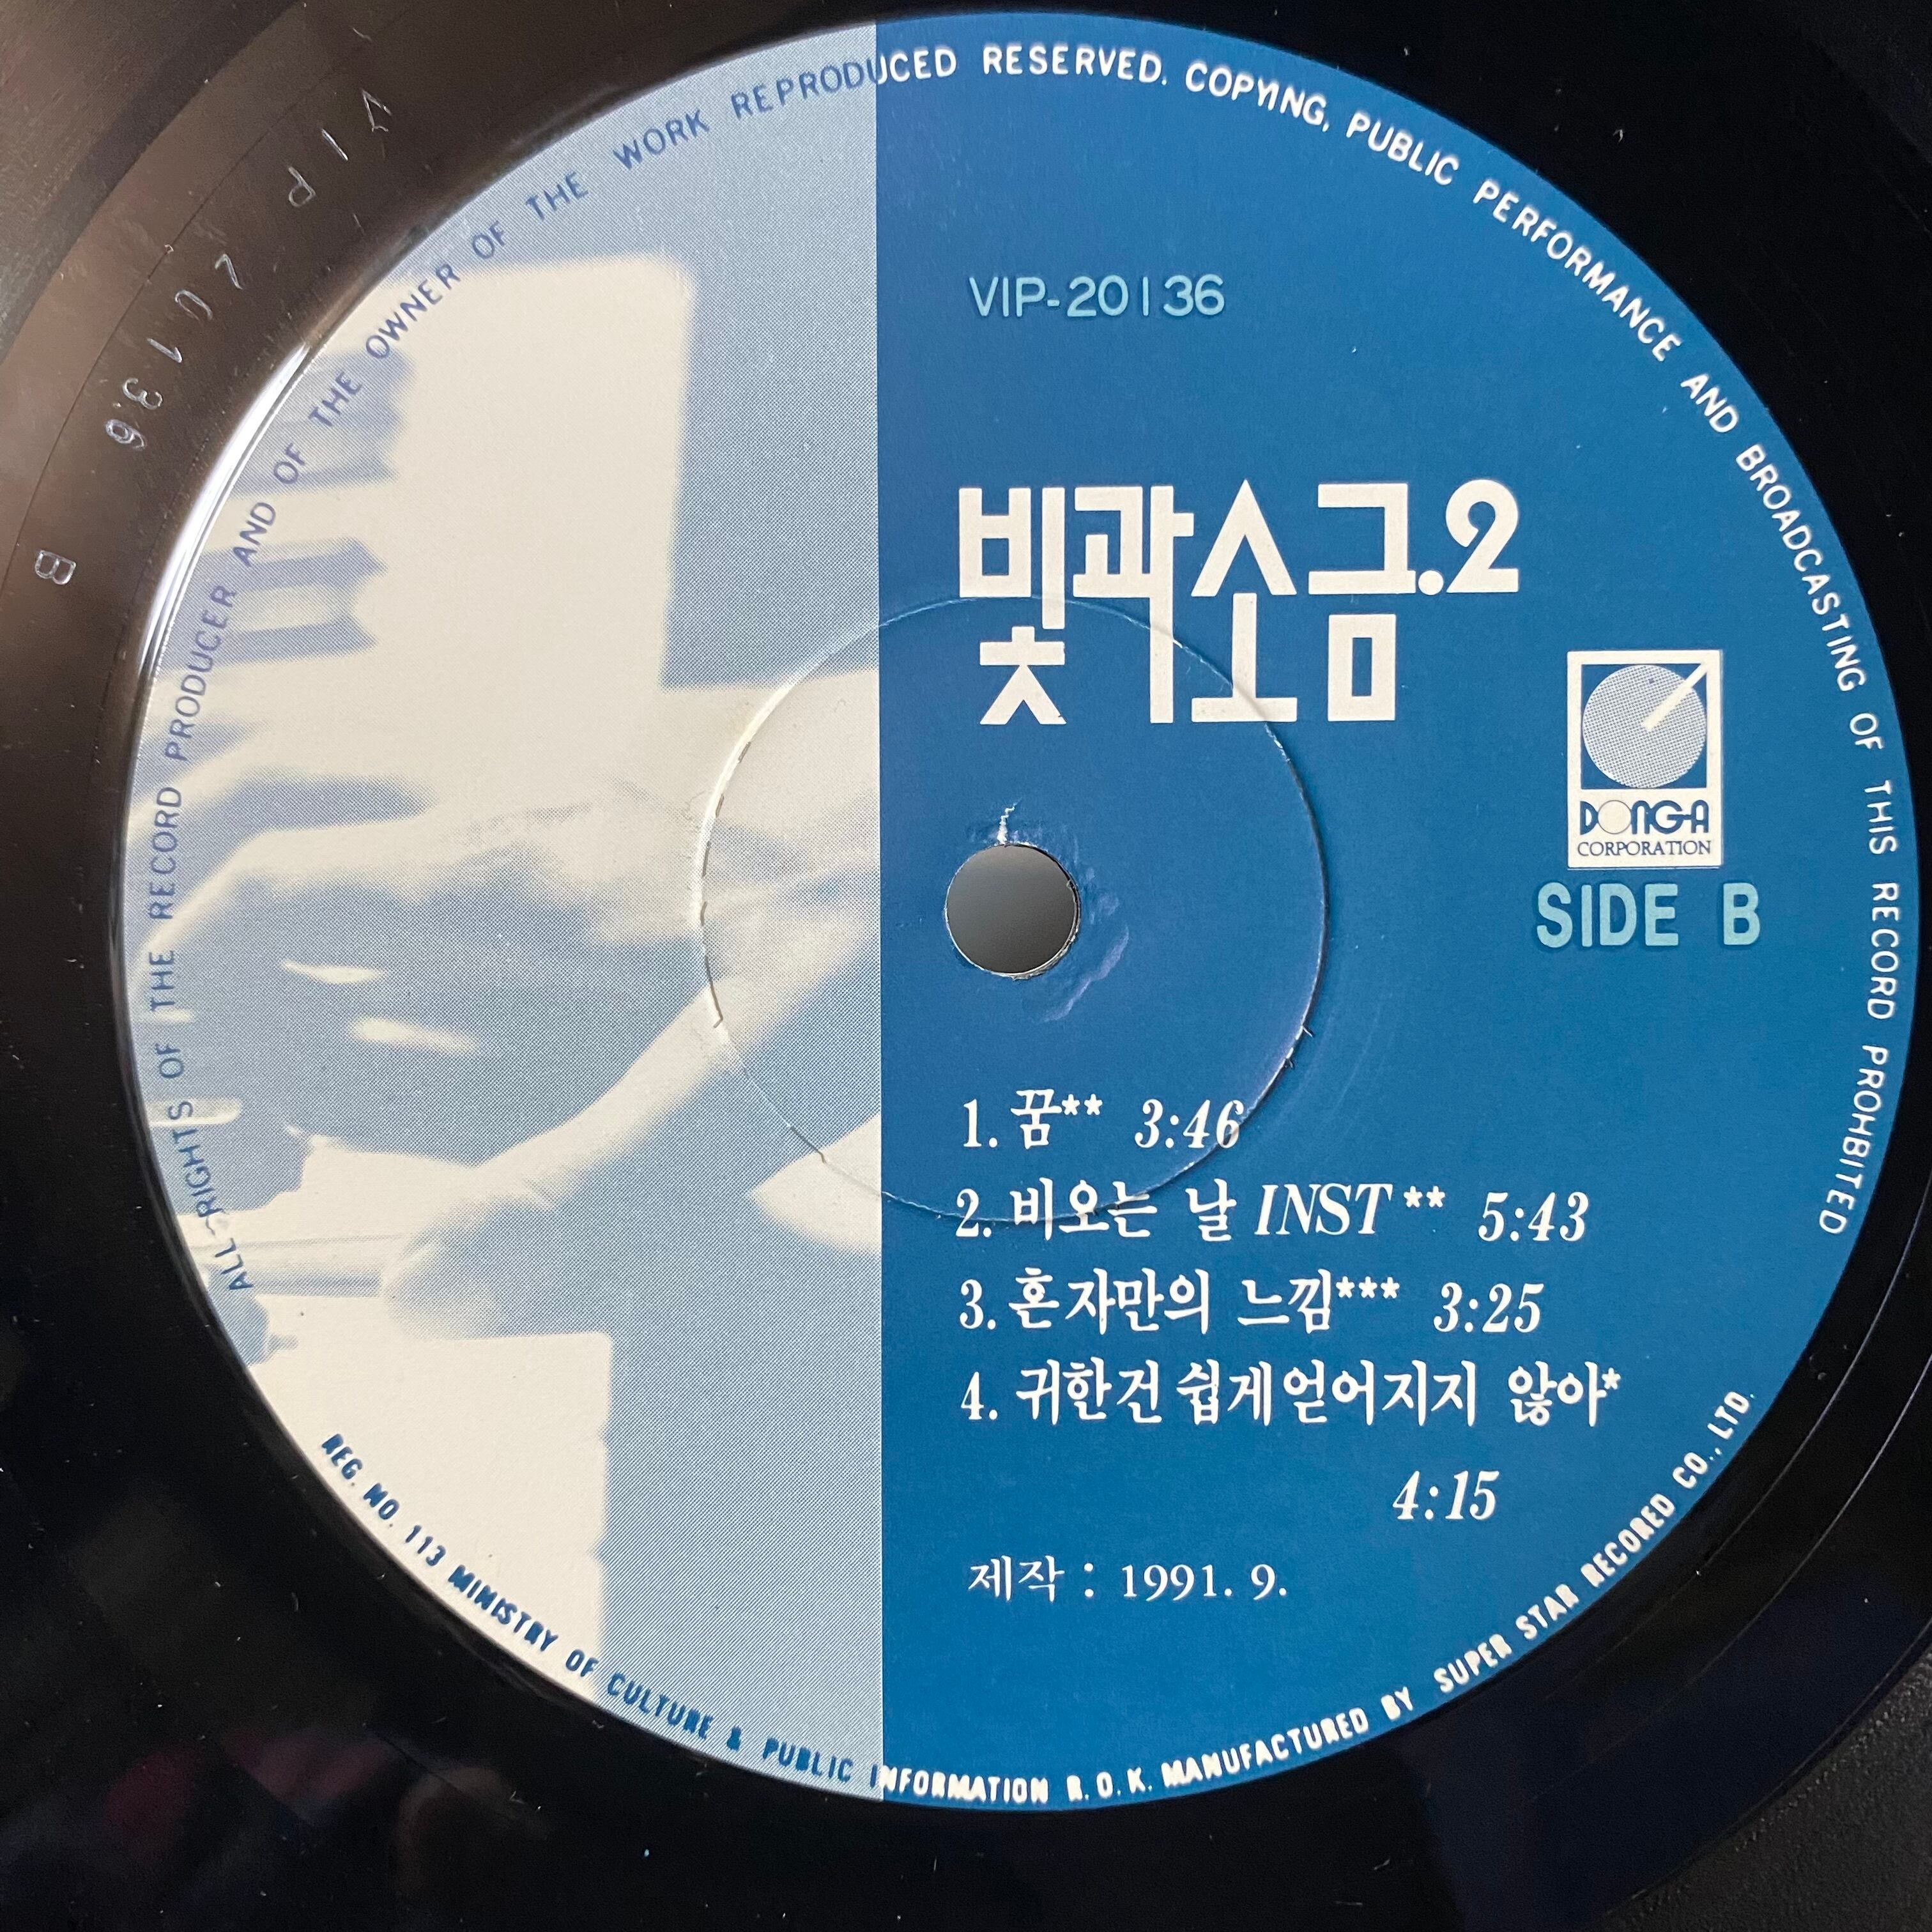 VIP 20136
B
ALL-RIGHTS OF THE RECORD PRODUCER AND OF THE OWNER OF THE WORK REPRODUCED RESERVED. COPYING, PUBLIC PERFORMANCE AND BROADCASTING OF THIS RECORD PROHIBITED
VIP-20136
빛과소금.2
DONG-A
CORPORATION
SIDE B
1. 꿈** 3:46
2. 비오는 날 INST** 5:43
3. 혼자만의 느낌*** 3:25
4. 귀한건 쉽게얻어지지 않아*
4:15
제작 : 1991. 9.
REG. NO. 113 MINISTRY OF CULTURE & PUBLIC INFORMATION R.O.K. MANUFACTURED BY SUPER STAR RECORED CO., LTD.